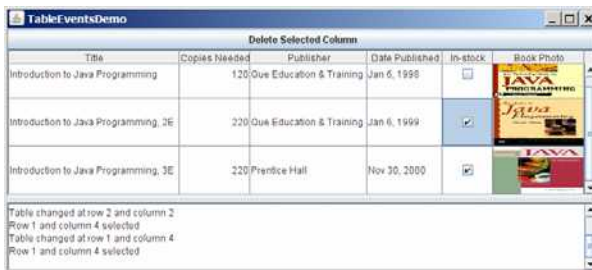 TableEventsDemo
Delete Selected Column
Title Copies Needed Publisher Date Published In-stock Book Photo
Introduction to Java Programming 120 Que Education & Training Jan 6, 1998
JAVA
PROGRAMMING
Introduction to Java Programming, 2E 220 Que Education & Training Jan 6, 1999
Java
Programming
Introduction to Java Programming, 3E 220 Prentice Hall Nov 30, 2000
JAVA
Table changed at row 2 and column 2
Row 1 and column 4 selected
Table changed at row 1 and column 4
Row 1 and column 4 selected